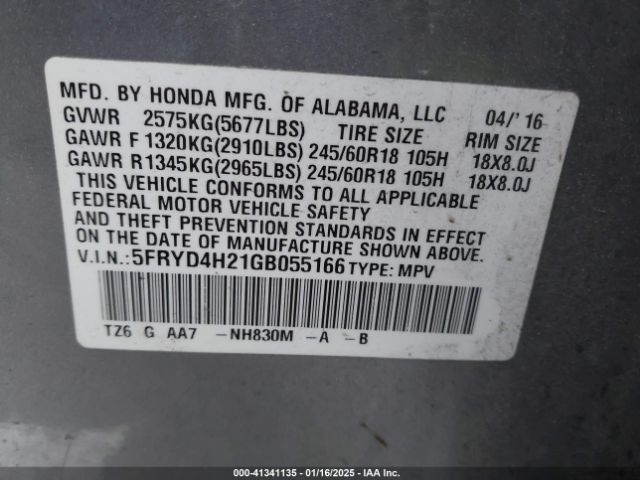 MFD. BY HONDA MFG. OF ALABAMA, LLC 04/'16
GVWR 2575KG(5677LBS) TIRE SIZE RIM SIZE
GAWR F 1320KG(2910LBS) 245/60R18 105H 18X8.0J
GAWR R1345KG(2965LBS) 245/60R18 105H 18X8.0J
THIS VEHICLE CONFORMS TO ALL APPLICABLE
FEDERAL MOTOR VEHICLE SAFETY
AND THEFT PREVENTION STANDARDS IN EFFECT
ON THE DATE OF MANUFACTURE SHOWN ABOVE.
V.I.N.:5FRYD4H21GB055166 TYPE: MPV
TZ6 G AA7 -NH830M -A -B
000-41341135 - 01/16/2025 - IAA Inc.